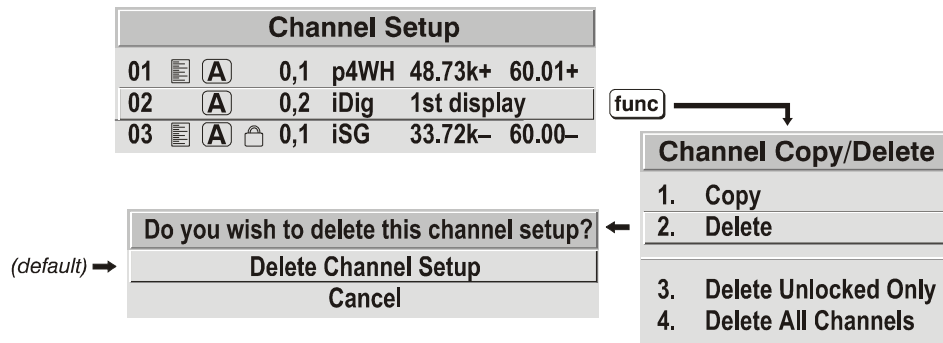 Channel Setup
01 A 0,1 p4WH 48.73k+ 60.01+
02 A 0,2 iDig 1st display
03 A 0,1 iSG 33.72k– 60.00–
func
Channel Copy/Delete
1. Copy
2. Delete
3. Delete Unlocked Only
4. Delete All Channels
Do you wish to delete this channel setup?
(default) Delete Channel Setup
Cancel